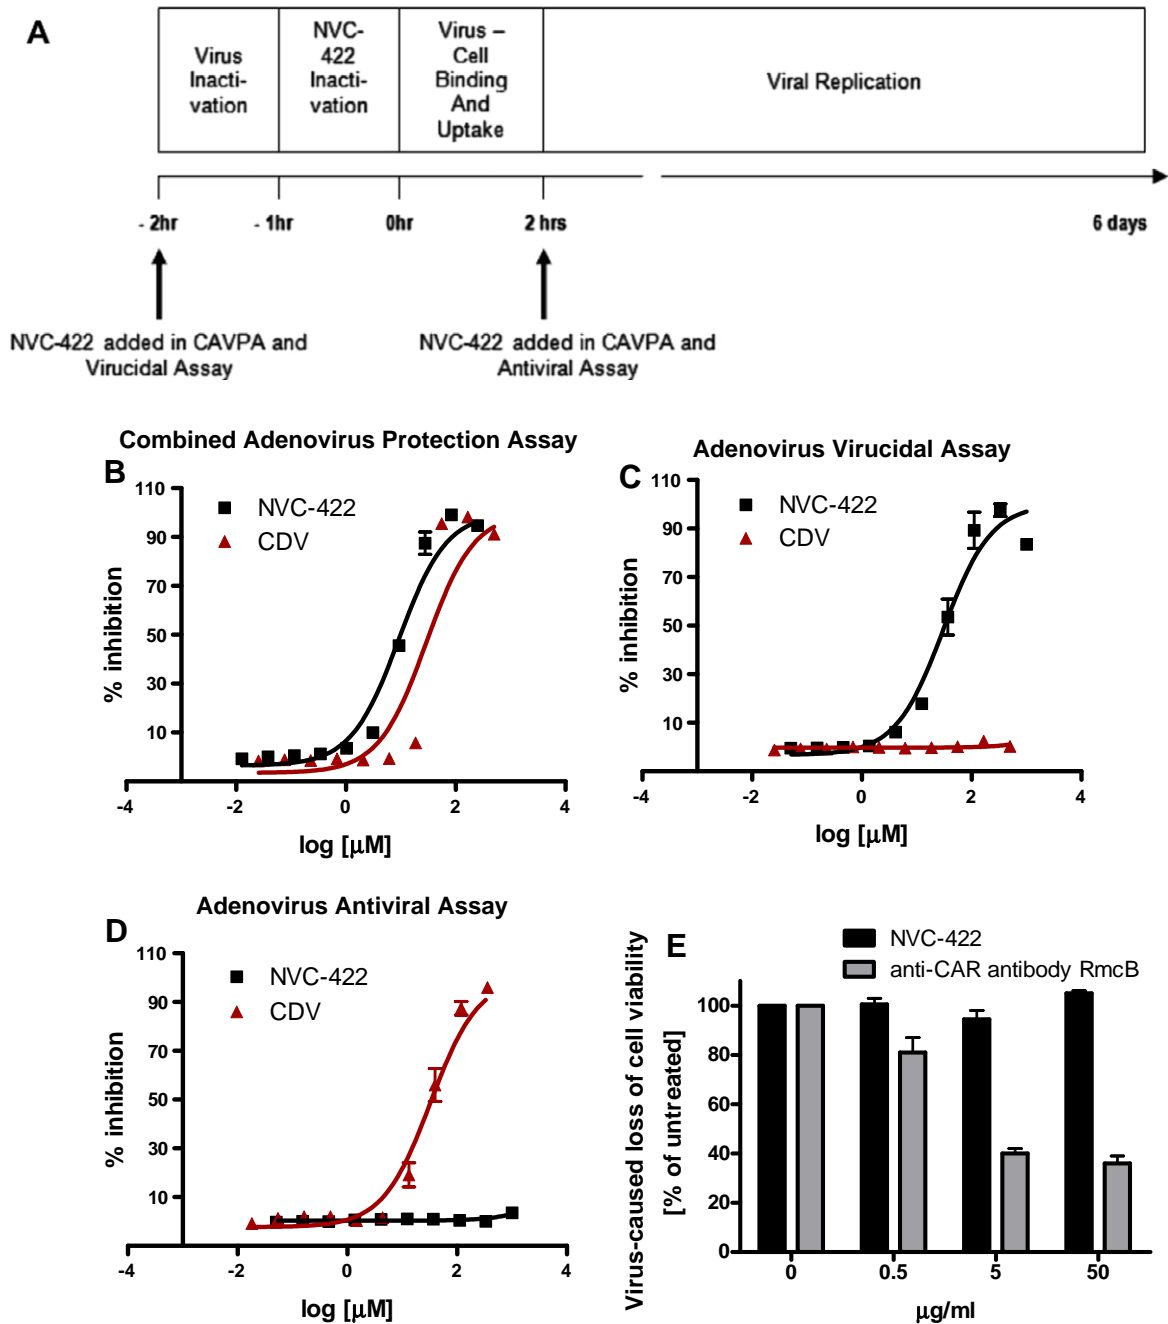 A
Virus
Inacti-
vation
NVC-
422
Inacti-
vation
Virus –
Cell
Binding
And
Uptake
Viral Replication
- 2hr
- 1hr
0hr
2 hrs
6 days
NVC-422 added in CAVPA and
Virucidal Assay
NVC-422 added in CAVPA and
Antiviral Assay
Combined Adenovirus Protection Assay
B
110
90
70
50
30
10
% inhibition
NVC-422
CDV
-4
-2
0
2
4
log [µM]
Adenovirus Virucidal Assay
C
110
90
70
50
30
10
% inhibition
NVC-422
CDV
-4
-2
0
2
4
log [µM]
Adenovirus Antiviral Assay
D
110
90
70
50
30
10
% inhibition
NVC-422
CDV
-4
-2
0
2
4
log [µM]
E
NVC-422
anti-CAR antibody RmcB
Virus-caused loss of cell viability
[% of untreated]
100
80
60
40
20
0
0
0.5
5
50
µg/ml